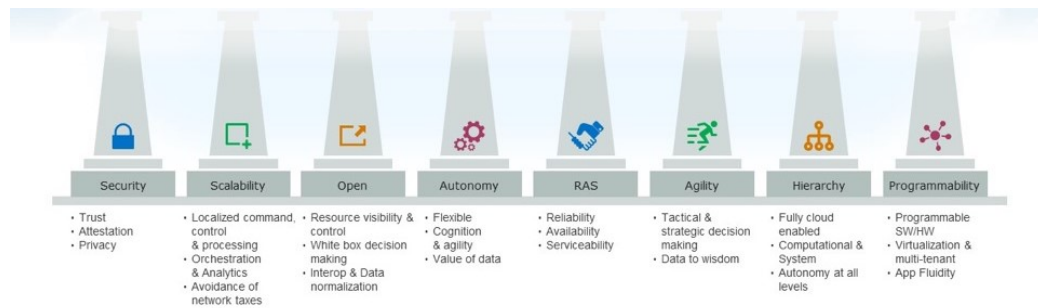 Security
Scalability
Open
Autonomy
RAS
Agility
Hierarchy
Programmability
• Trust
• Attestation
• Privacy
• Localized command,
control
& processing
• Orchestration
& Analytics
• Avoidance of
network taxes
• Resource visibility &
control
• White box decision
making
• Interop & Data
normalization
• Flexible
• Cognition
& agility
• Value of data
• Reliability
• Availability
• Serviceability
• Tactical &
strategic decision
making
• Data to wisdom
• Fully cloud
enabled
• Computational &
System
• Autonomy at all
levels
• Programmable
SW/HW
• Virtualization &
multi-tenant
• App Fluidity